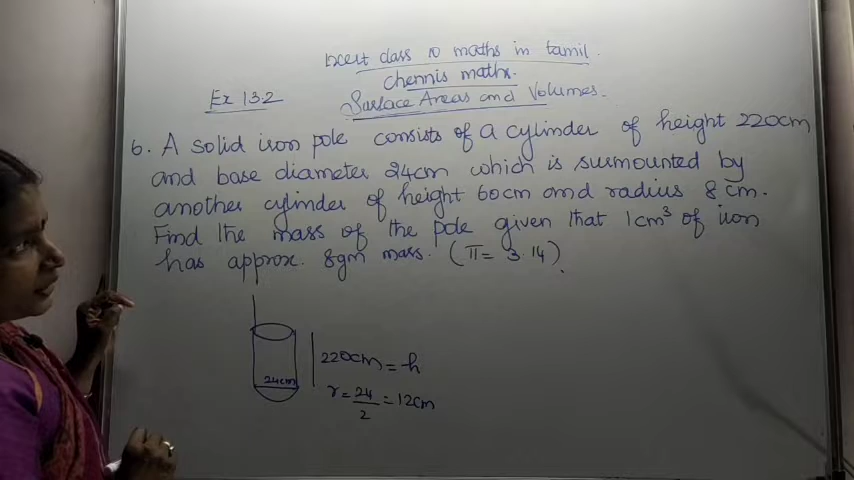 ncert class 10 maths in tamil.
chennis maths.
Ex 13.2
Surface Areas and Volumes.
6. A solid iron pole consists of a cylinder of height 220cm
and base diameter 24cm which is surmounted by
another cylinder of height 60cm and radius 8cm.
Find the mass of the pole given that 1cm³ of iron
has approx. 8gm mass. (π = 3.14).
220cm = h
24cm
r = 24/2 = 12cm